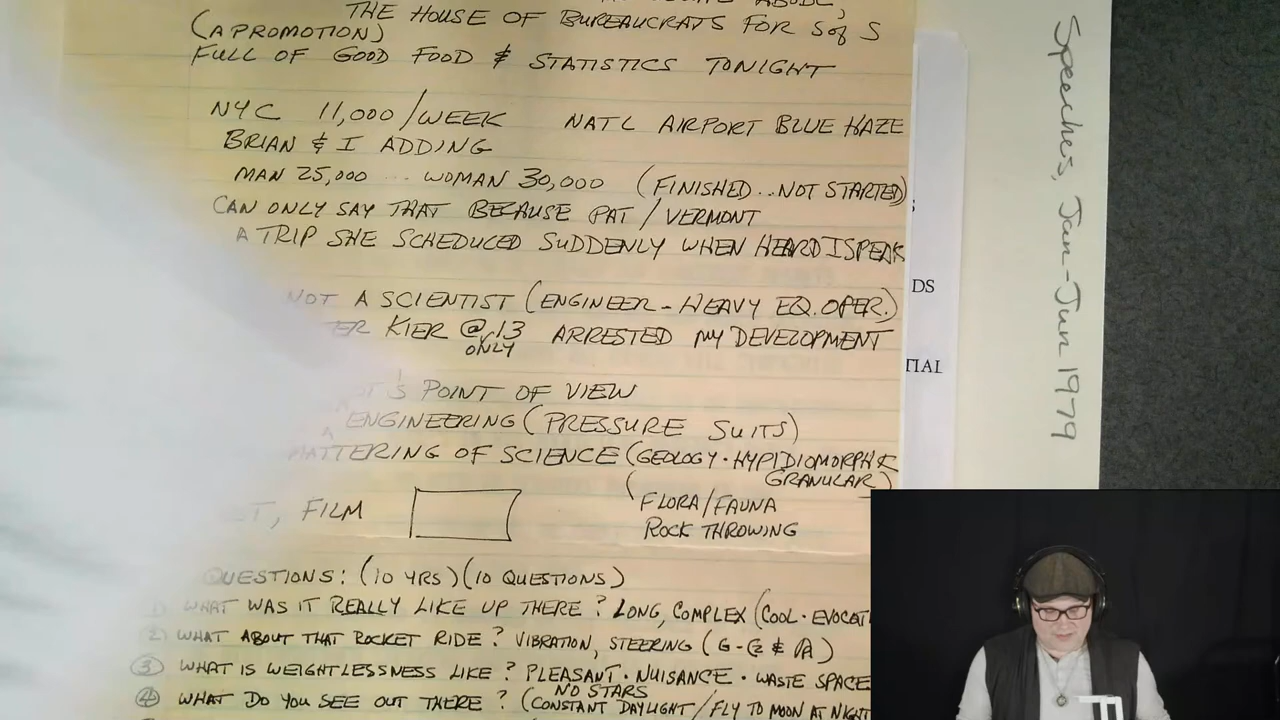 THE HOUSE OF BUREAUCRATS FOR S of S
(A PROMOTION)
FULL OF GOOD FOOD & STATISTICS TONIGHT
NYC 11,000/WEEK NAT'L AIRPORT BLUE HAZE
BRIAN & I ADDING
MAN 25,000 ... WOMAN 30,000 (FINISHED...NOT STARTED)
CAN ONLY SAY THAT BECAUSE PAT/VERMONT
A TRIP SHE SCHEDUCED SUDDENLY WHEN HEARD I SPEAK
NOT A SCIENTIST (ENGINEER - HEAVY EQ. OPER.)
KIER @ 13 ARRESTED MY DEVELOPMENT
ONLY
POINT OF VIEW
ENGINEERING (PRESSURE SUITS)
OF SCIENCE (GEOLOGY · HYPIDIOMORPHIC
GRANULAR)
FLORA/FAUNA
, FILM
ROCK THROWING
QUESTIONS: (10 YRS) (10 QUESTIONS)
WHAT WAS IT REALLY LIKE UP THERE? LONG, COMPLEX (COOL · EVOCATI
2 WHAT ABOUT THAT ROCKET RIDE? VIBRATION, STEERING
3 WHAT IS WEIGHTLESSNESS LIKE? PLEASANT · NUISANCE · WASTE SPACE
NO STARS
4 WHAT DO YOU SEE OUT THERE? (CONSTANT DAYLIGHT/FLY TO MOON AT NIGHT
DS
TIAL
Speeches, Jan-Jun 1979